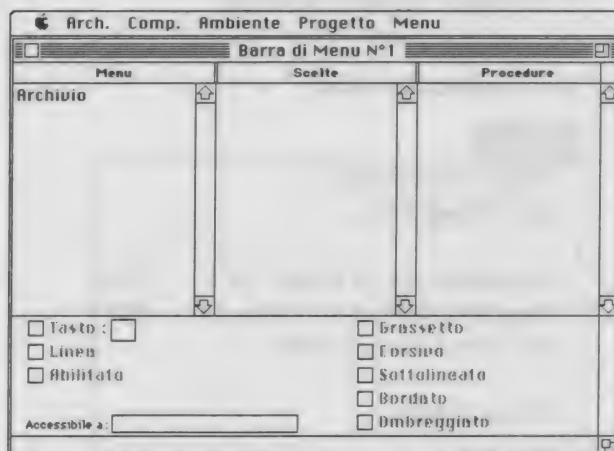 Arch. Comp. Ambiente Progetto Menu
Barra di Menu N°1
Menu Scelte Procedure
Archivio
Tasto :
Linea
Abilitato
Accessibile a:
Grassetto
Corsivo
Sottolineato
Bordato
Ombreggiato